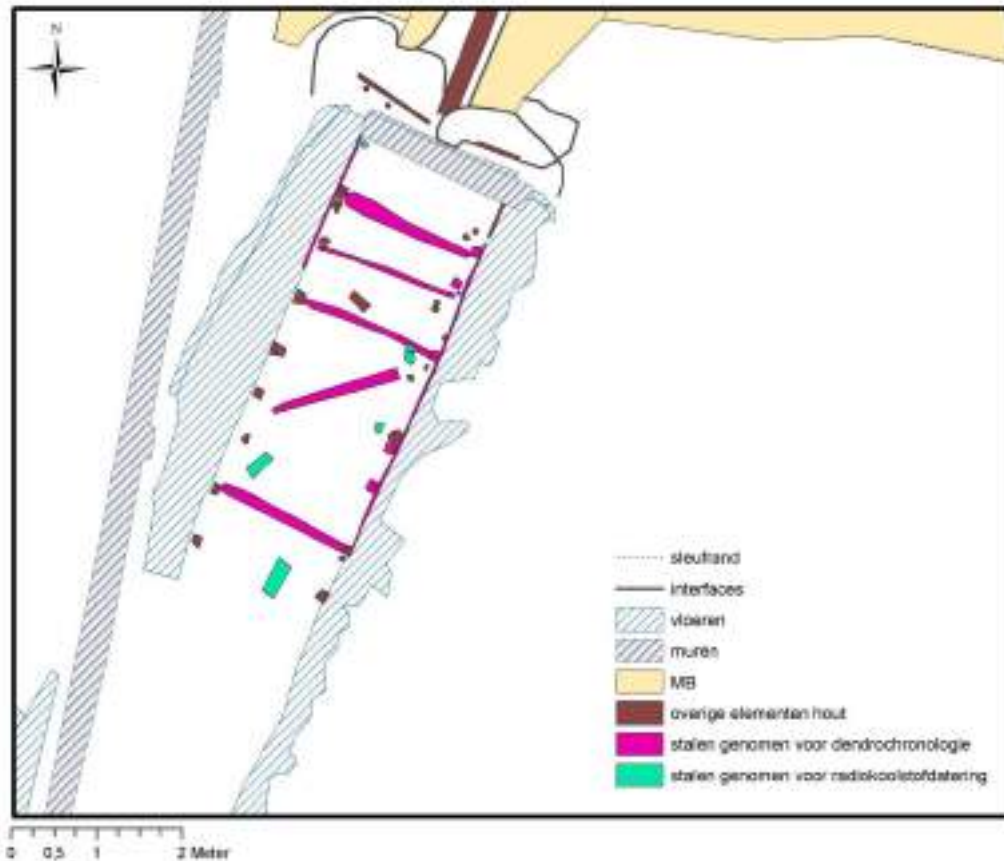 N
sleufrand
interfaces
vloeren
muren
MB
overige elementen hout
stalen genomen voor dendrochronologie
stalen genomen voor radiokoolstofdatering
0 0,5 1 2 Meter